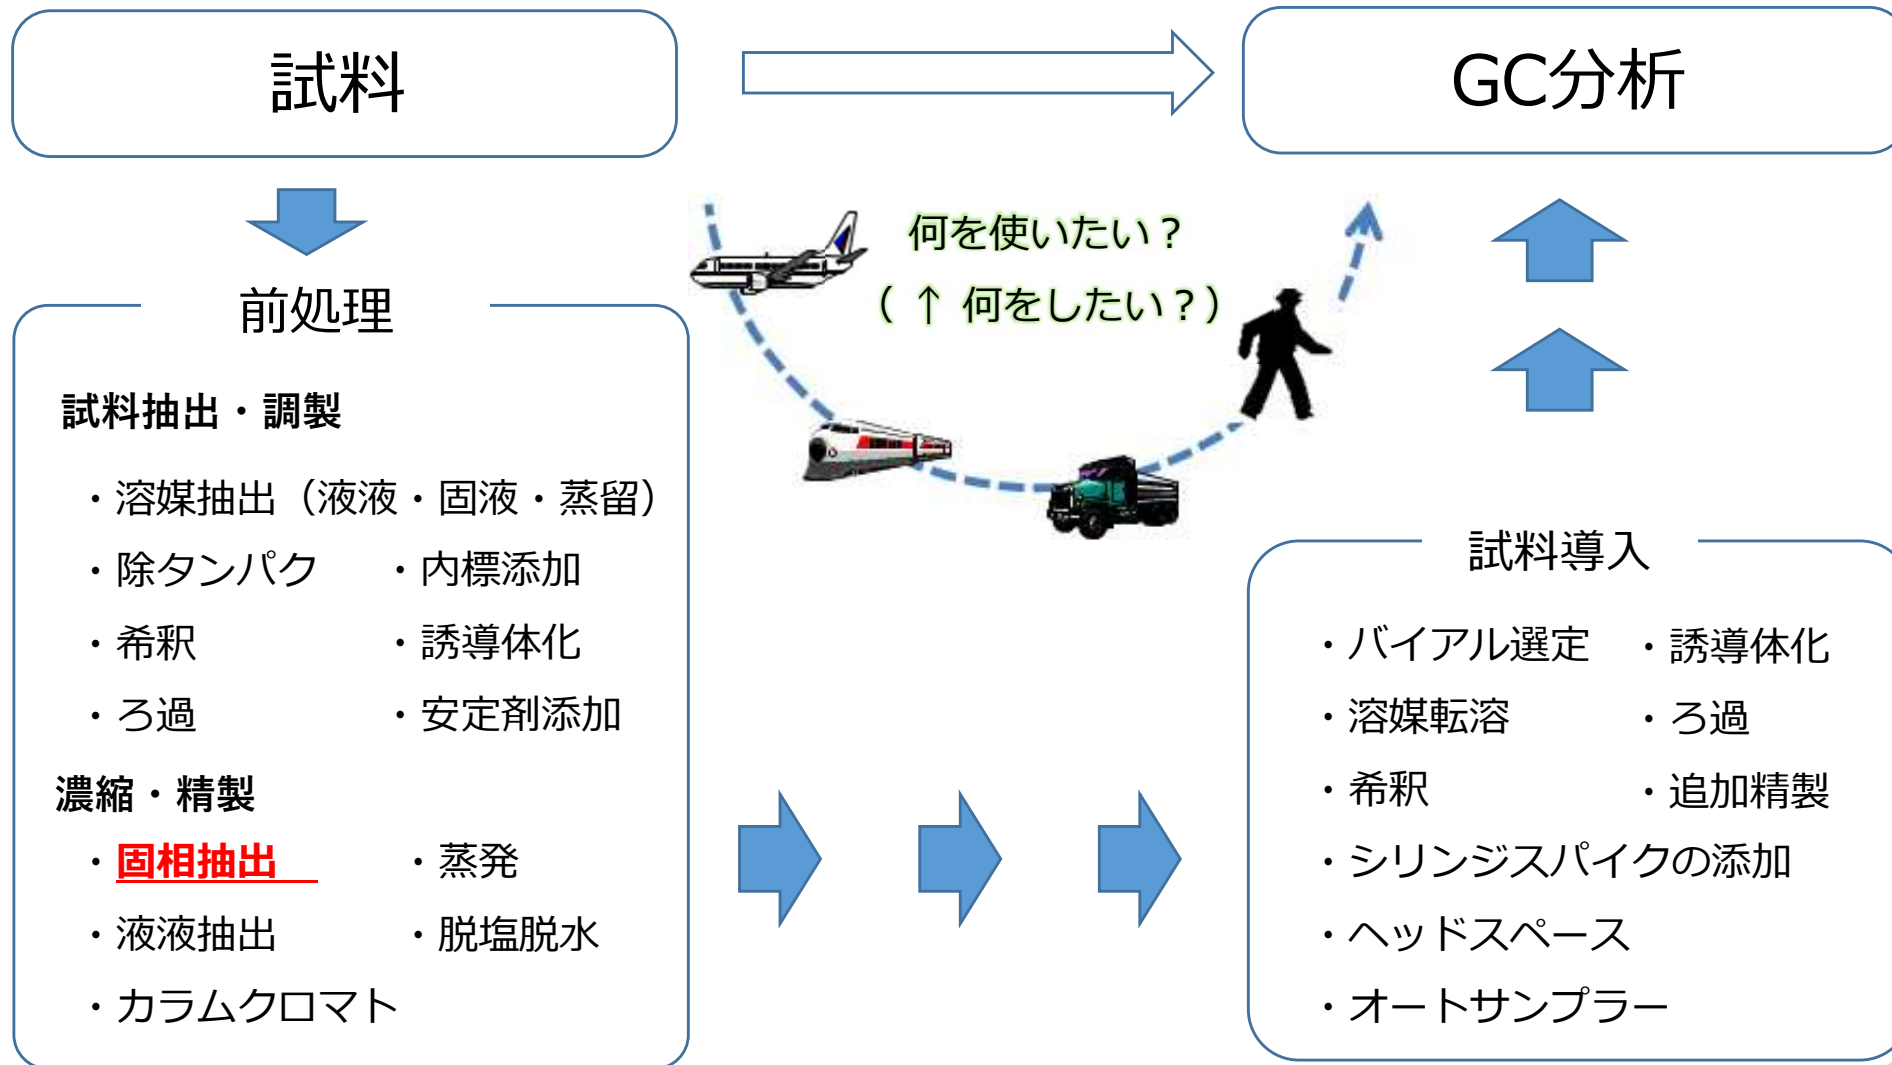 試料
GC分析
何を使いたい？
（ ↑ 何をしたい？）
前処理
試料抽出・調製
・溶媒抽出（液液・固液・蒸留）
・除タンパク ・内標添加
・希釈 ・誘導体化
・ろ過 ・安定剤添加
濃縮・精製
・固相抽出 ・蒸発
・液液抽出 ・脱塩脱水
・カラムクロマト
試料導入
・バイアル選定 ・誘導体化
・溶媒転溶 ・ろ過
・希釈 ・追加精製
・シリンジスパイクの添加
・ヘッドスペース
・オートサンプラー